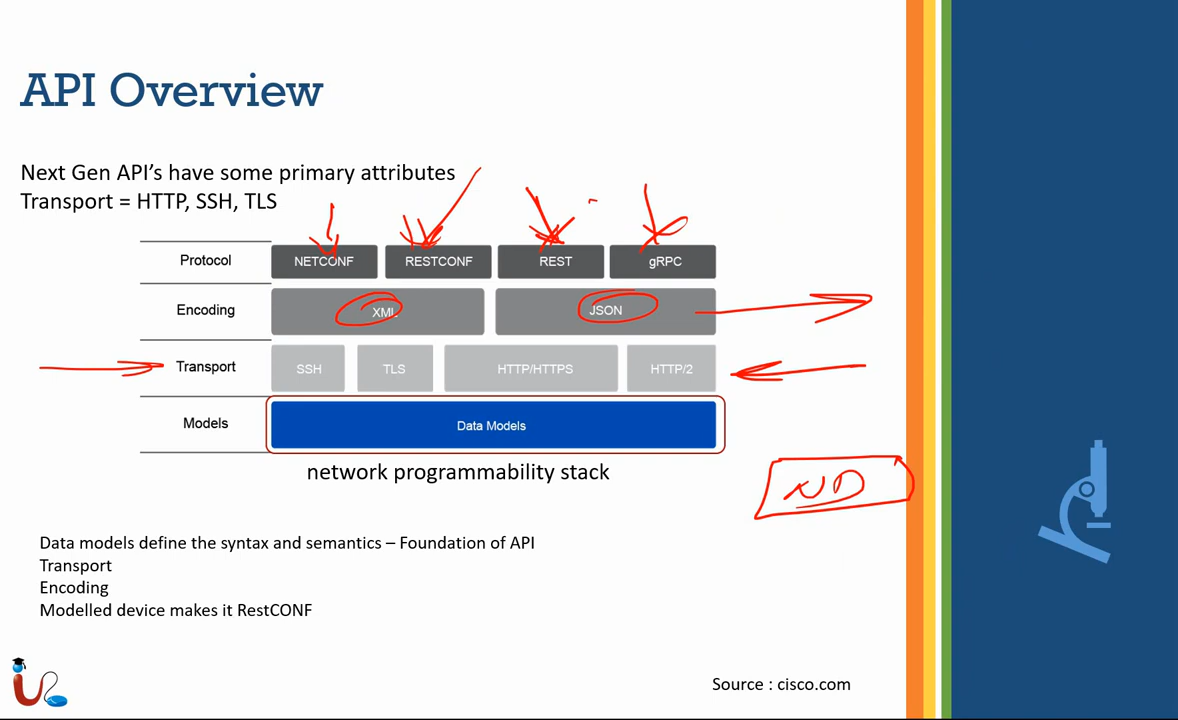 API Overview
Next Gen API's have some primary attributes
Transport = HTTP, SSH, TLS
Protocol NETCONF RESTCONF REST gRPC
Encoding XML JSON
Transport SSH TLS HTTP/HTTPS HTTP/2
Models Data Models
network programmability stack
ND
Data models define the syntax and semantics – Foundation of API
Transport
Encoding
Modelled device makes it RestCONF
Source : cisco.com